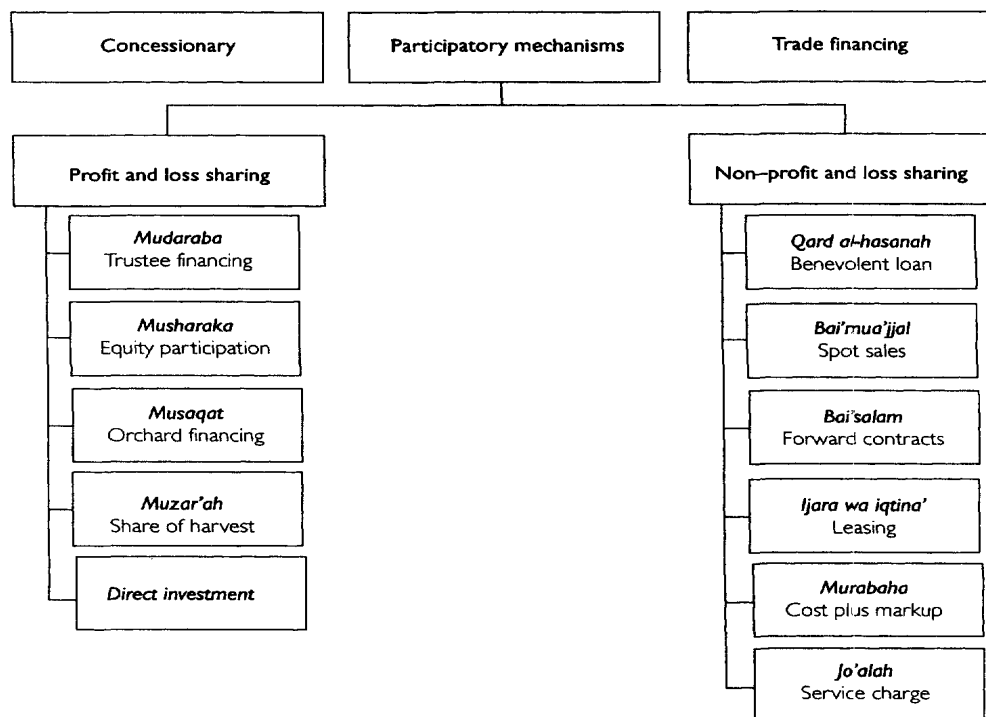 Concessionary
Participatory mechanisms
Trade financing
Profit and loss sharing
Non–profit and loss sharing
Mudaraba
Trustee financing
Musharaka
Equity participation
Musaqat
Orchard financing
Muzar'ah
Share of harvest
Direct investment
Qard al-hasanah
Benevolent loan
Bai'mua'jjal
Spot sales
Bai'salam
Forward contracts
Ijara wa iqtina'
Leasing
Murabaha
Cost plus markup
Jo'alah
Service charge